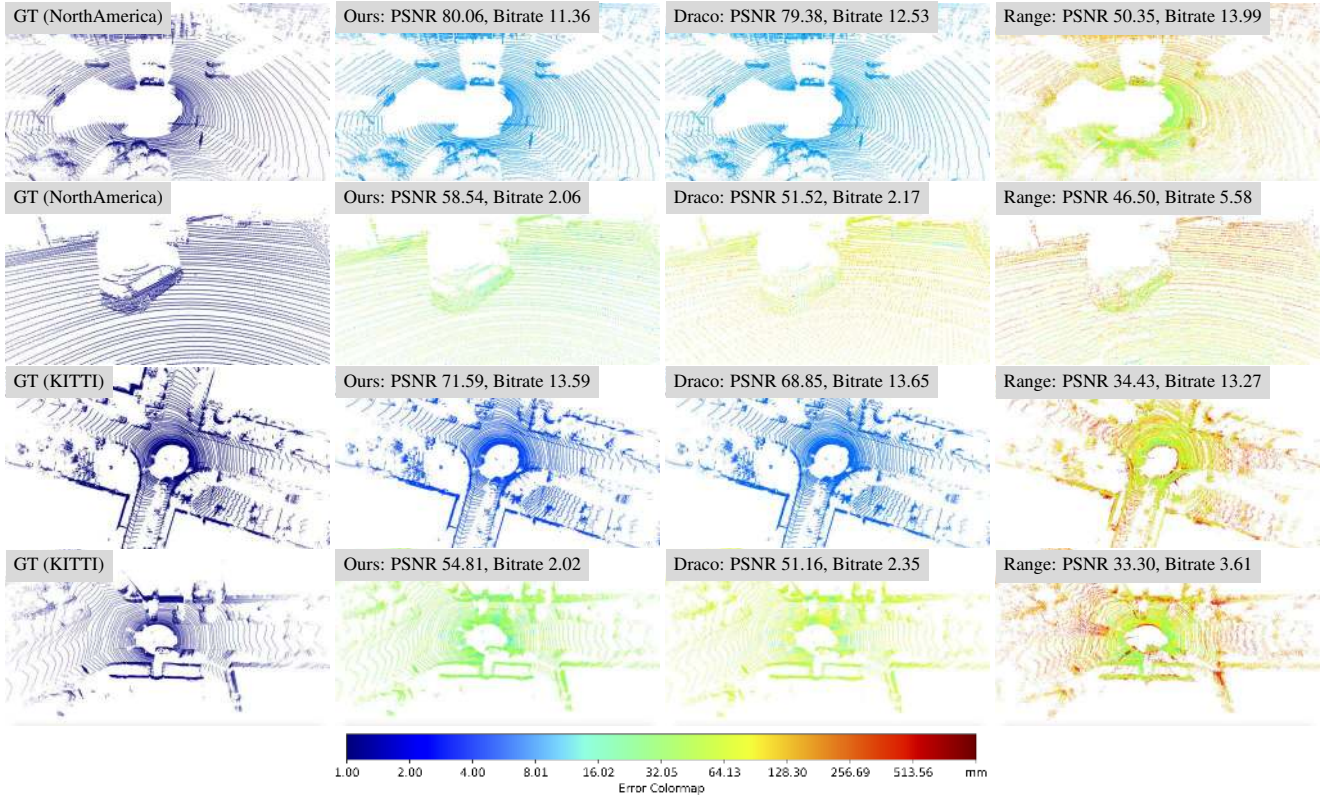 GT (NorthAmerica)
Ours: PSNR 80.06, Bitrate 11.36
Draco: PSNR 79.38, Bitrate 12.53
Range: PSNR 50.35, Bitrate 13.99
GT (NorthAmerica)
Ours: PSNR 58.54, Bitrate 2.06
Draco: PSNR 51.52, Bitrate 2.17
Range: PSNR 46.50, Bitrate 5.58
GT (KITTI)
Ours: PSNR 71.59, Bitrate 13.59
Draco: PSNR 68.85, Bitrate 13.65
Range: PSNR 34.43, Bitrate 13.27
GT (KITTI)
Ours: PSNR 54.81, Bitrate 2.02
Draco: PSNR 51.16, Bitrate 2.35
Range: PSNR 33.30, Bitrate 3.61
1.00 2.00 4.00 8.01 16.02 32.05 64.13 128.30 256.69 513.56 mm
Error Colormap